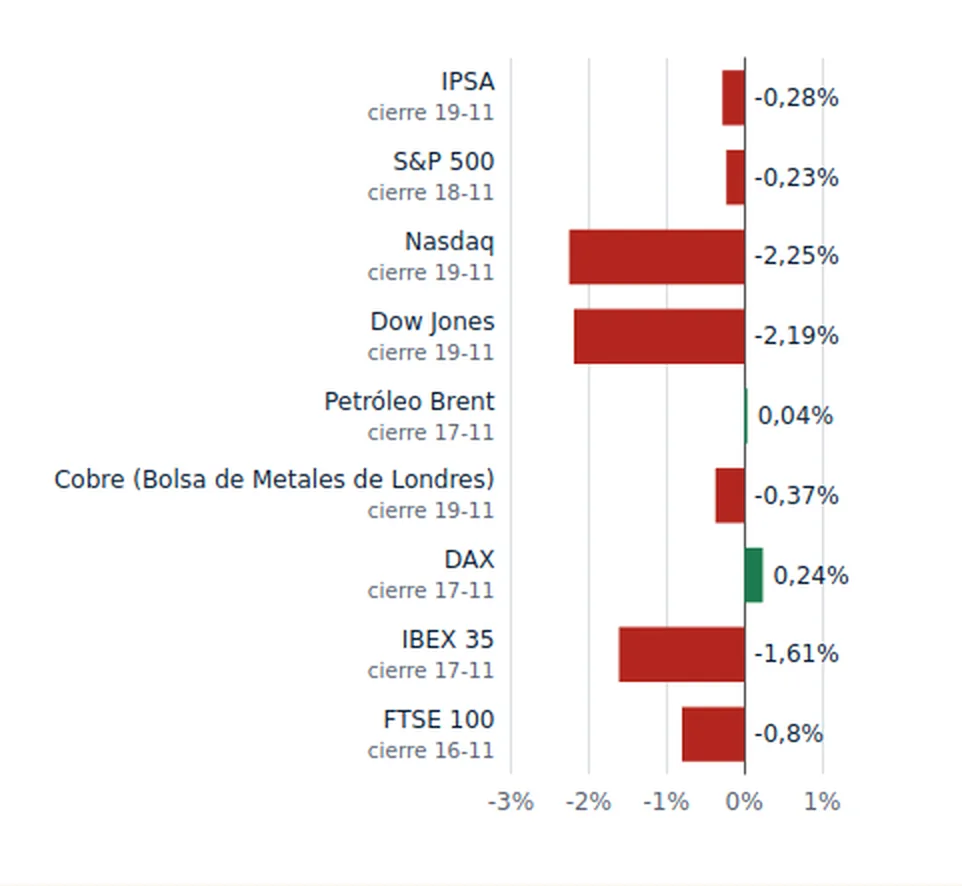 IPSA
cierre 19-11
-0,28%
S&P 500
cierre 18-11
-0,23%
Nasdaq
cierre 19-11
-2,25%
Dow Jones
cierre 19-11
-2,19%
Petróleo Brent
cierre 17-11
0,04%
Cobre (Bolsa de Metales de Londres)
cierre 19-11
-0,37%
DAX
cierre 17-11
0,24%
IBEX 35
cierre 17-11
-1,61%
FTSE 100
cierre 16-11
-0,8%
-3% -2% -1% 0% 1%